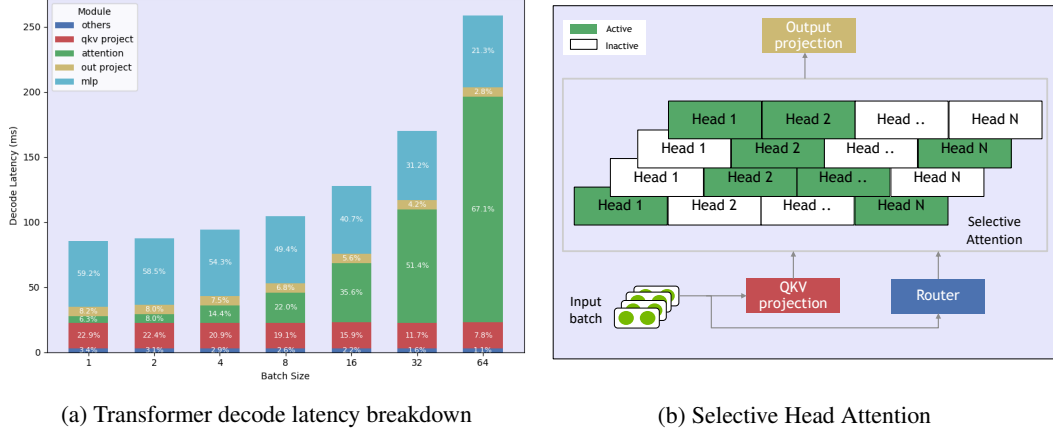 Module
others
qkv project
attention
out project
mlp
250
200
150
100
50
0
Decode Latency (ms)
59.2%
8.2%
6.3%
22.9%
3.4%
58.5%
8.0%
8.0%
22.4%
3.1%
54.3%
7.5%
14.4%
20.9%
2.9%
49.4%
6.8%
22.0%
19.1%
2.6%
40.7%
5.6%
35.6%
15.9%
2.2%
31.2%
4.2%
51.4%
11.7%
1.6%
21.3%
2.8%
67.1%
7.8%
1.1%
1 2 4 8 16 32 64
Batch Size
(a) Transformer decode latency breakdown
Active
Inactive
Output
projection
Head 1 Head 2 Head .. Head N
Head 1 Head 2 Head .. Head N
Head 1 Head 2 Head .. Head N
Head 1 Head 2 Head .. Head N
Selective
Attention
Input
batch
QKV
projection
Router
(b) Selective Head Attention